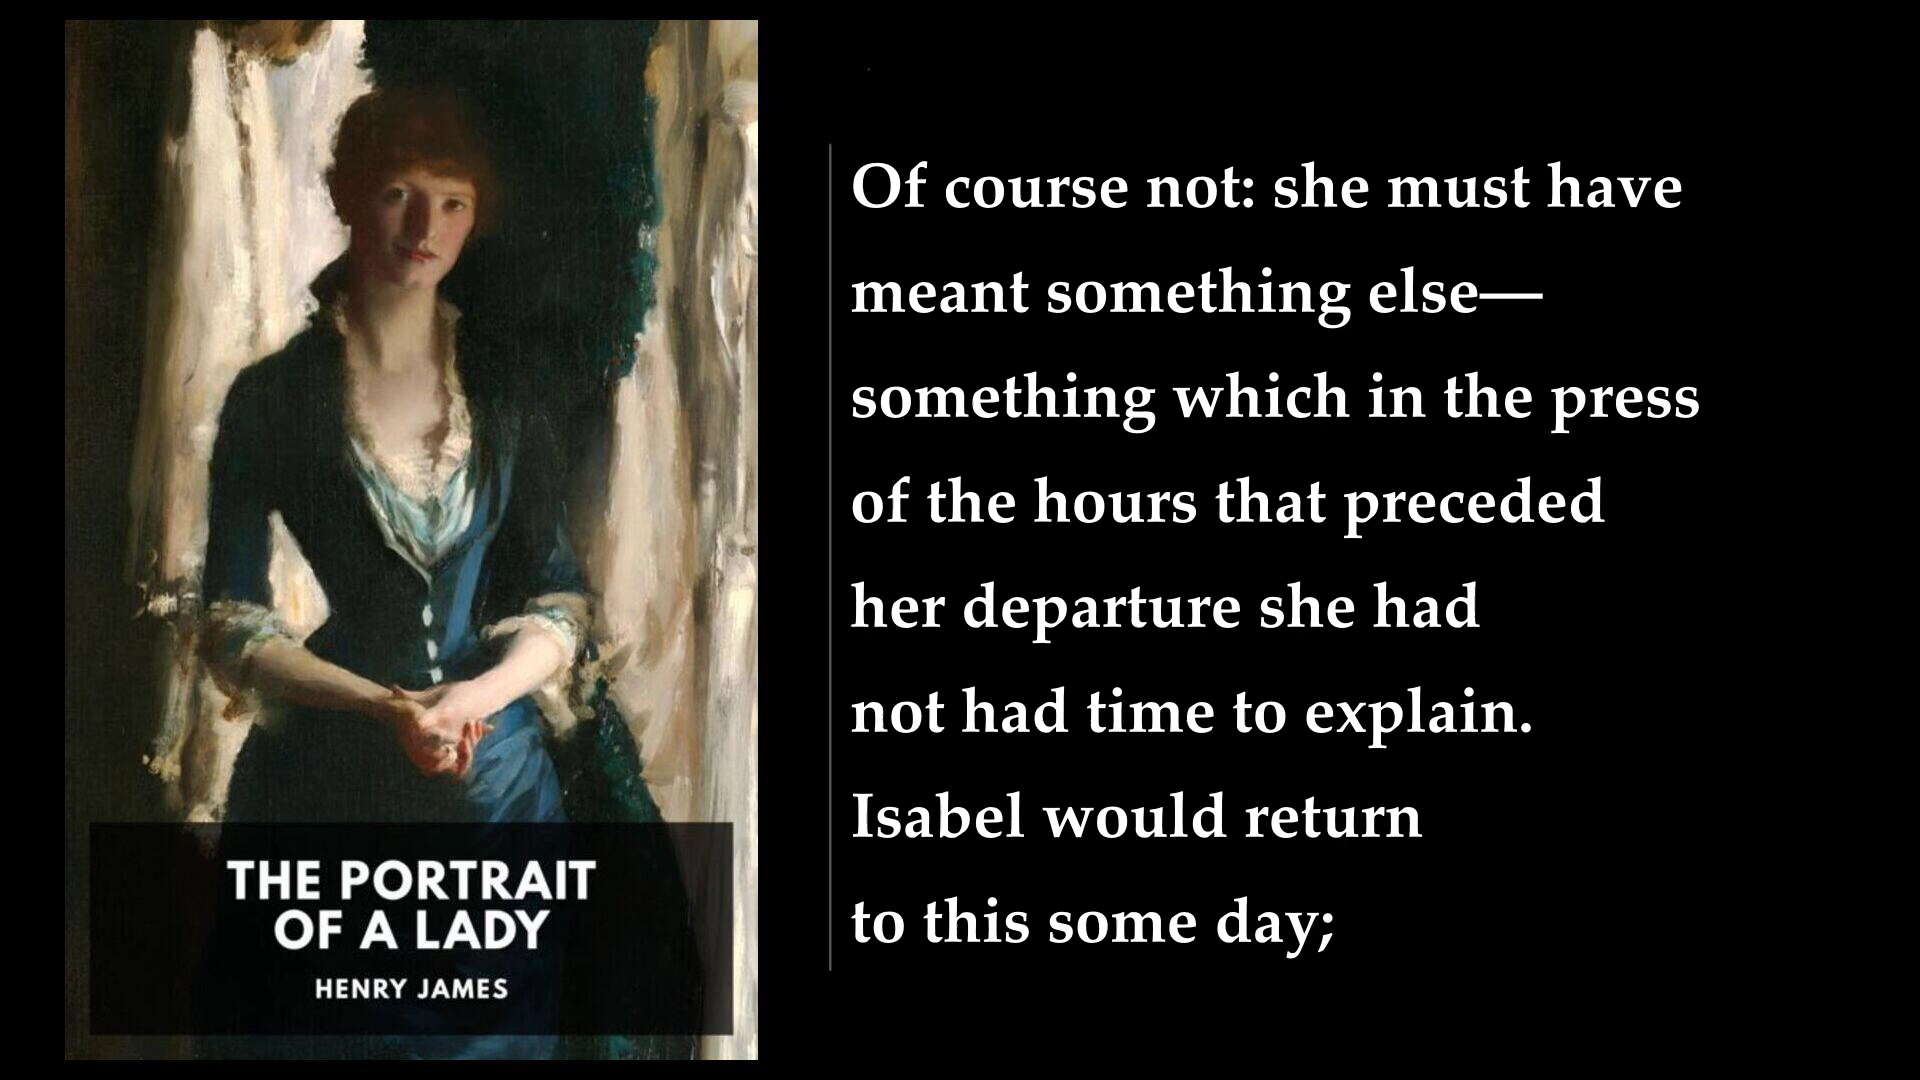 THE PORTRAIT
OF A LADY
HENRY JAMES
Of course not: she must have
meant something else—
something which in the press
of the hours that preceded
her departure she had
not had time to explain.
Isabel would return
to this some day;